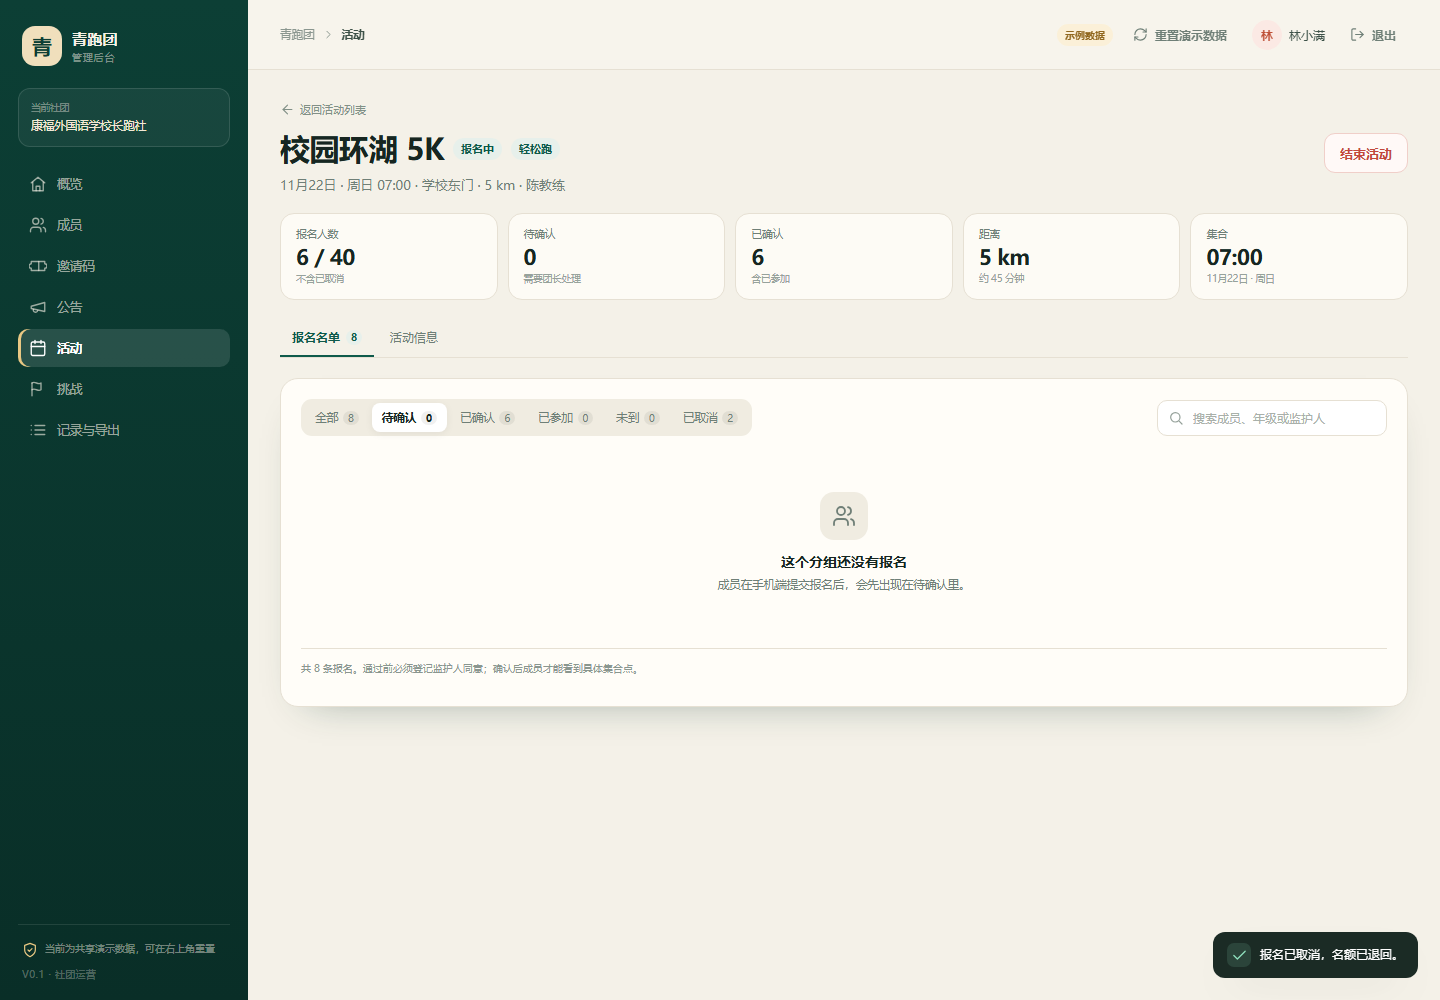 青
青跑团
管理后台
当前社团
康福外国语学校长跑社
概览
成员
邀请码
公告
活动
挑战
记录与导出
当前为共享演示数据，可在右上角重置
V0.1 · 社团运营
青跑团 > 活动
示例数据
重置演示数据
林 林小满
退出
返回活动列表
校园环湖 5K 报名中 轻松跑
11月22日 · 周日 07:00 · 学校东门 · 5 km · 陈教练
结束活动
报名人数
6 / 40
不含已取消
待确认
0
需要团长处理
已确认
6
含已参加
距离
5 km
约 45 分钟
集合
07:00
11月22日 · 周日
报名名单 8 活动信息
全部 8 待确认 0 已确认 6 已参加 0 未到 0 已取消 2
搜索成员、年级或监护人
这个分组还没有报名
成员在手机端提交报名后，会先出现在待确认里。
共 8 条报名。通过前必须登记监护人同意；确认后成员才能看到具体集合点。
报名已取消，名额已退回。